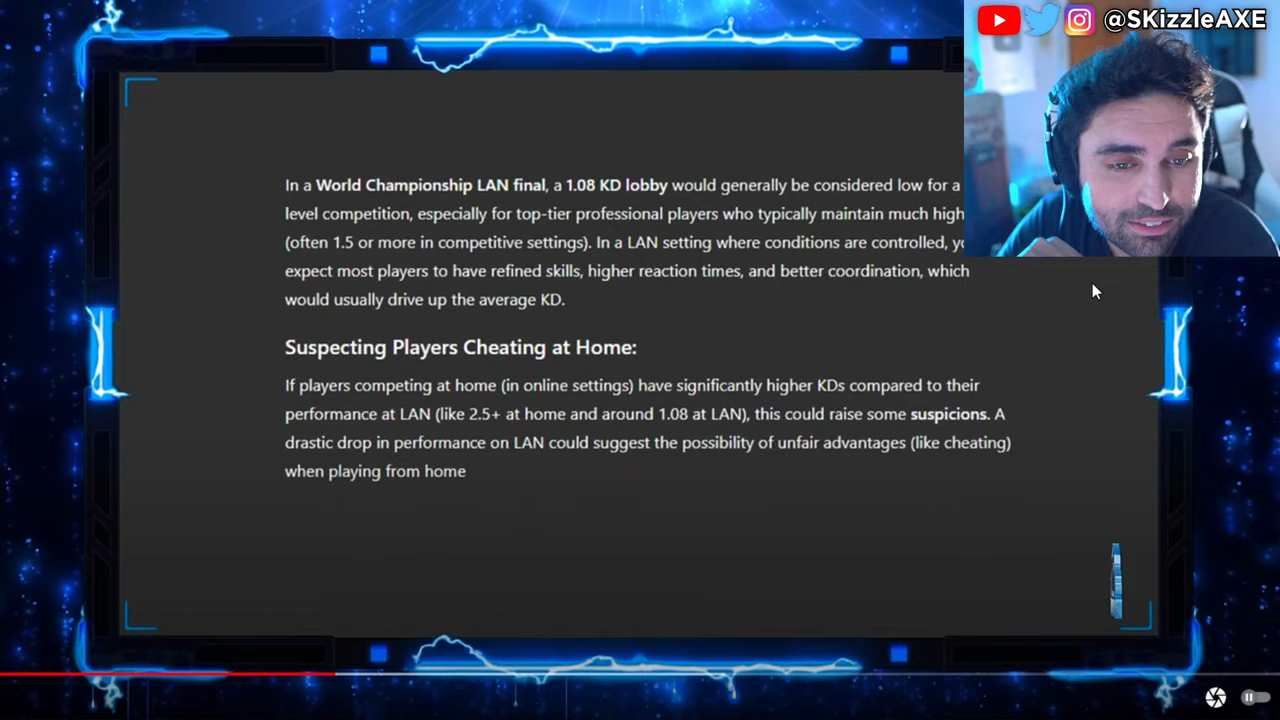 @SKizzleAXE
In a World Championship LAN final, a 1.08 KD lobby would generally be considered low for a
level competition, especially for top-tier professional players who typically maintain much high
(often 1.5 or more in competitive settings). In a LAN setting where conditions are controlled,
expect most players to have refined skills, higher reaction times, and better coordination, which
would usually drive up the average KD.
Suspecting Players Cheating at Home:
If players competing at home (in online settings) have significantly higher KDs compared to their
performance at LAN (like 2.5+ at home and around 1.08 at LAN), this could raise some suspicions. A
drastic drop in performance on LAN could suggest the possibility of unfair advantages (like cheating)
when playing from home